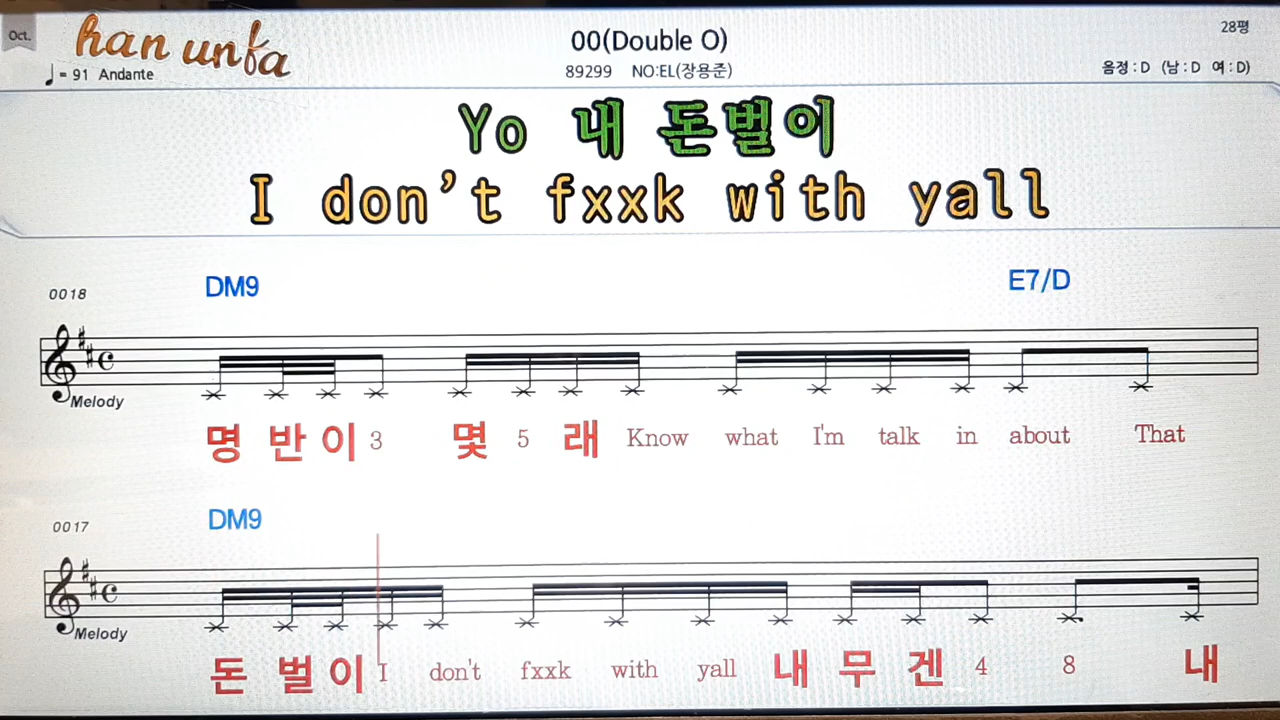 Oct.
han unfa
00(Double O)
28평
♩= 91 Andante
89299 NO:EL(장용준)
음정 : D (남 : D 여 : D)
Yo 내 돈벌이
I don't fxxk with yall
0018
DM9 E7/D
Melody
명 반 이 3 몇 5 래 Know what I'm talk in about That
0017
DM9
Melody
돈 벌 이 I don't fxxk with yall 내 무 겐 4 8 내